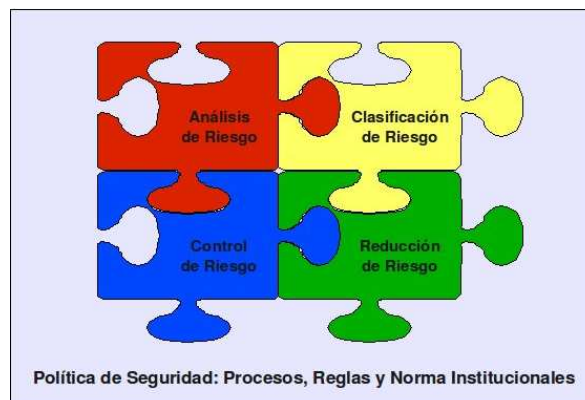 Análisis
de Riesgo
Clasificación
de Riesgo
Control
de Riesgo
Reducción
de Riesgo
Política de Seguridad: Procesos, Reglas y Norma Institucionales